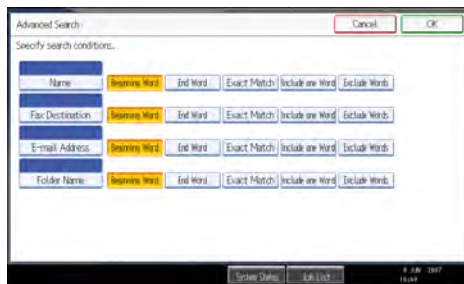 Advanced Search
Cancel
OK
Specify search conditions.
Name
Beginning Word
End Word
Exact Match
Include one Word
Exclude Words
Fax Destination
Beginning Word
End Word
Exact Match
Include one Word
Exclude Words
E-mail Address
Beginning Word
End Word
Exact Match
Include one Word
Exclude Words
Folder Name
Beginning Word
End Word
Exact Match
Include one Word
Exclude Words
System Status
Job List
8 JUN 2007